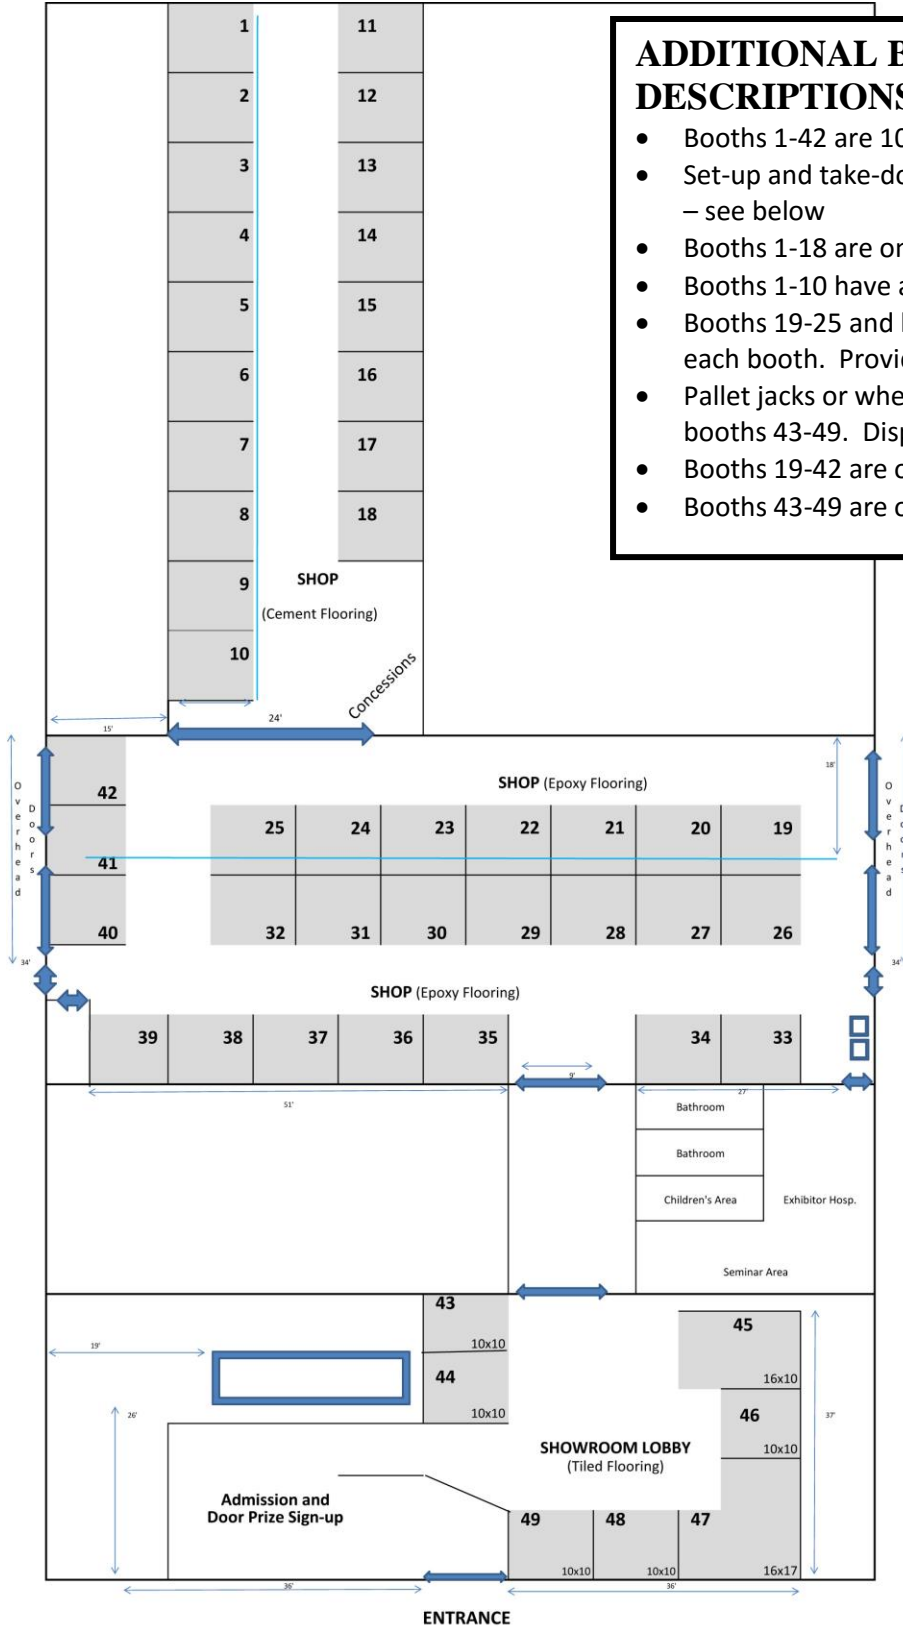 1
11
2
12
3
13
4
14
5
15
6
16
7
17
8
18
9
10
SHOP
(Cement Flooring)
Concessions
ADDITIONAL B
DESCRIPTIONS
• Booths 1-42 are 10
• Set-up and take-do
– see below
• Booths 1-18 are on
• Booths 1-10 have a
• Booths 19-25 and
each booth. Provi
• Pallet jacks or whe
booths 43-49. Disp
• Booths 19-42 are o
• Booths 43-49 are o
15'
24'
18'
Overhead
Doors
34'
Overhead
Doors
34'
SHOP (Epoxy Flooring)
42
41
40
25 24 23 22 21 20 19
32 31 30 29 28 27 26
SHOP (Epoxy Flooring)
39 38 37 36 35
34 33
51'
9'
27'
Bathroom
Bathroom
Children's Area
Exhibitor Hosp.
Seminar Area
43
10x10
44
10x10
45
16x10
46
10x10
19'
26'
37'
SHOWROOM LOBBY
(Tiled Flooring)
Admission and
Door Prize Sign-up
49
10x10
48
10x10
47
16x17
36'
36'
ENTRANCE